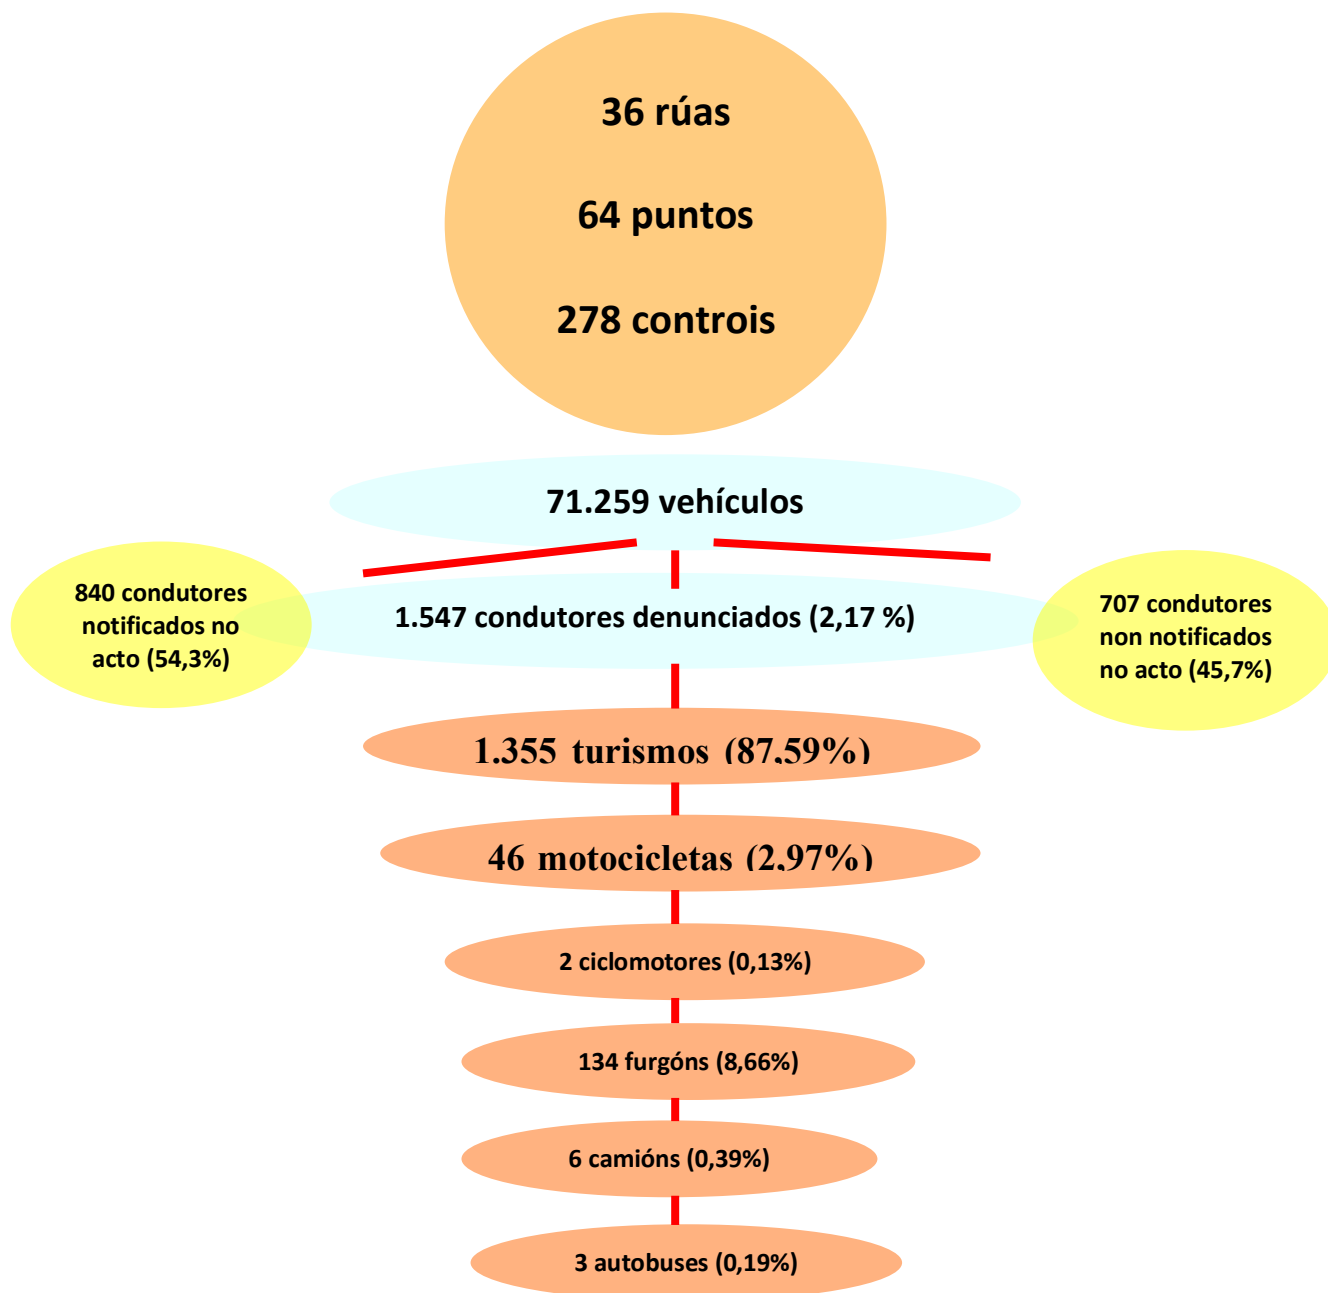 36 rúas
64 puntos
278 controis
71.259 vehículos
840 condutores
notificados no
acto (54,3%)
1.547 condutores denunciados (2,17 %)
707 condutores
non notificados
no acto (45,7%)
1.355 turismos (87,59%)
46 motocicletas (2,97%)
2 ciclomotores (0,13%)
134 furgóns (8,66%)
6 camións (0,39%)
3 autobuses (0,19%)